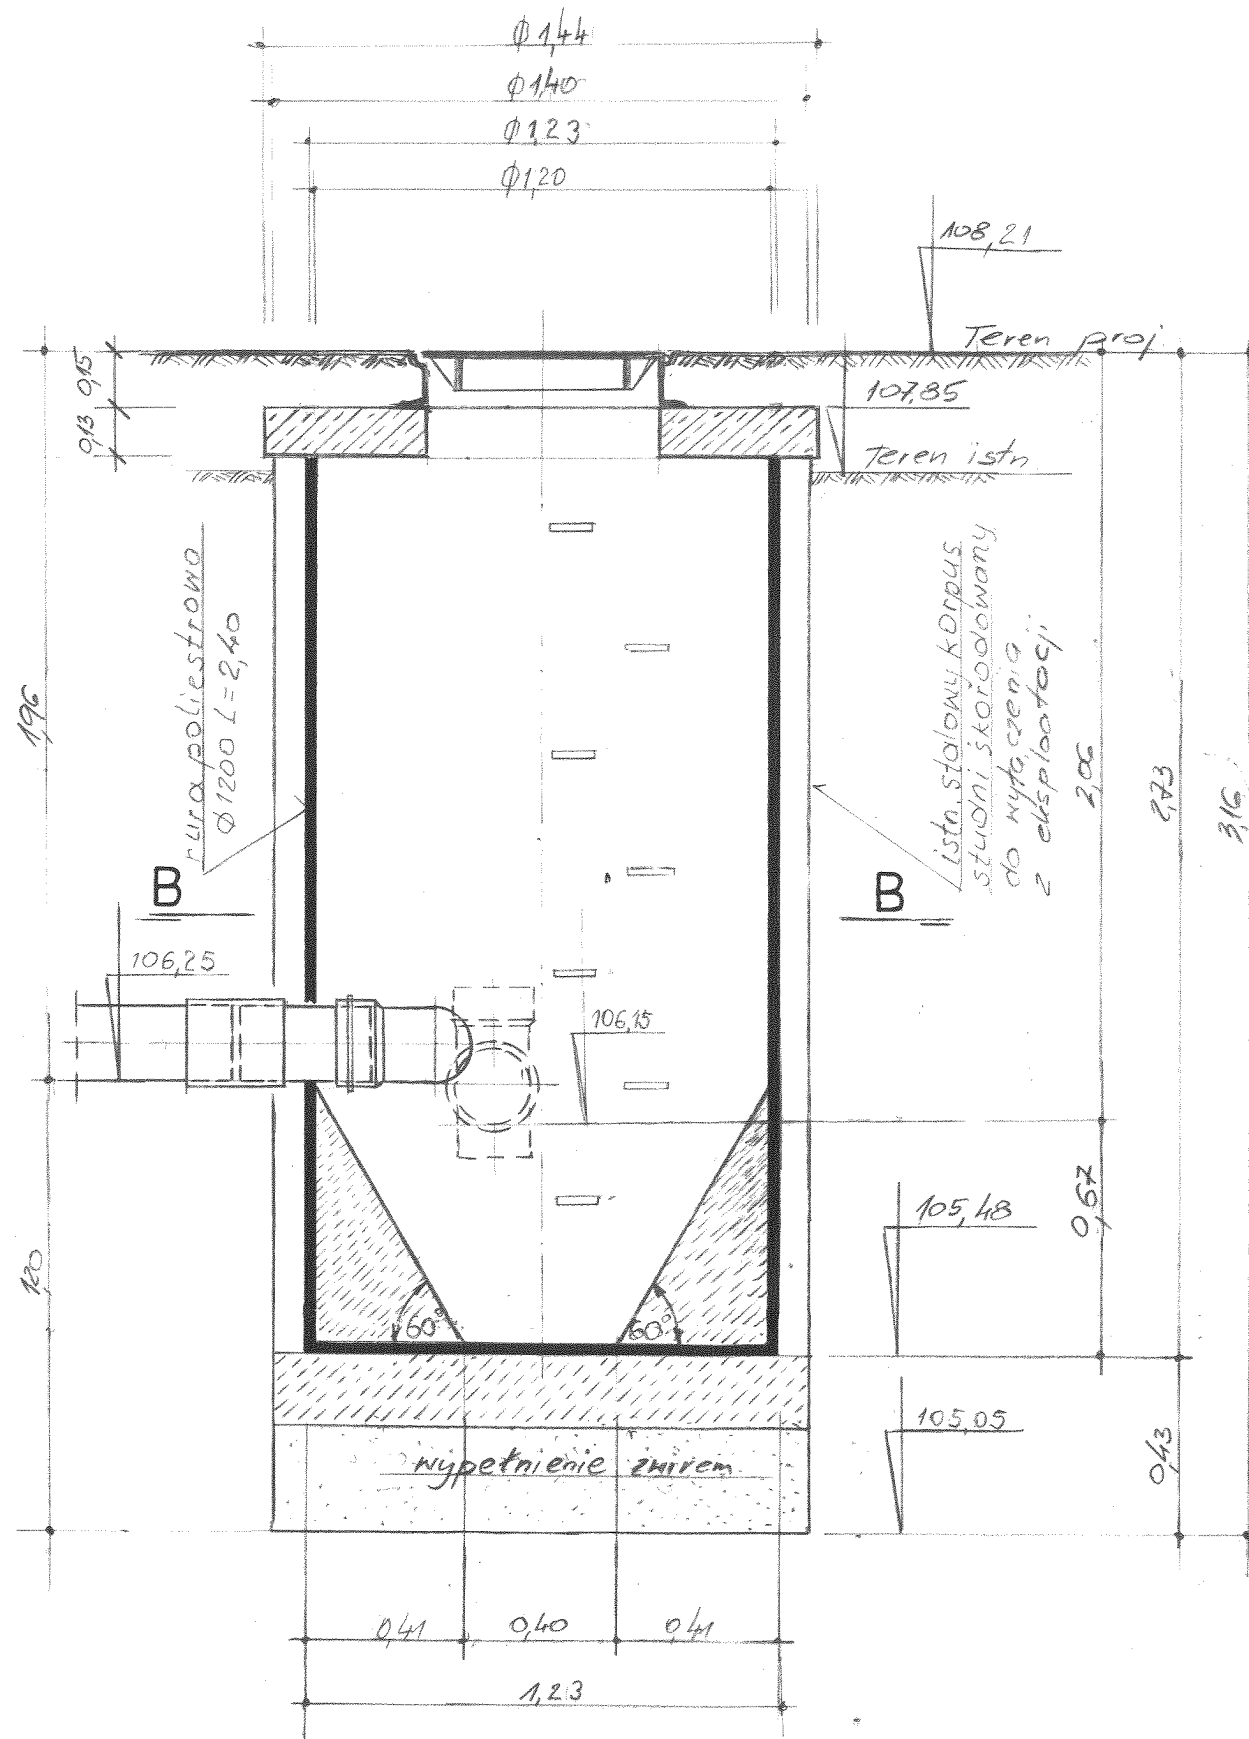 ϕ1,44
ϕ1,40
ϕ1,23
ϕ1,20
108,21
Teren proj.
0,15
107,85
0,13
Teren istn
rura poliestrowa
ϕ1200 L=2,40
istn. stalowy korpus
studni skorodowany
do wyłączenia
z eksploatacji
1,96
2,06
2,73
3,16
B
B
106,25
106,15
105,48
0,67
1,20
60°
60°
105,05
0,43
wypełnienie żwirem
0,41
0,40
0,41
1,23